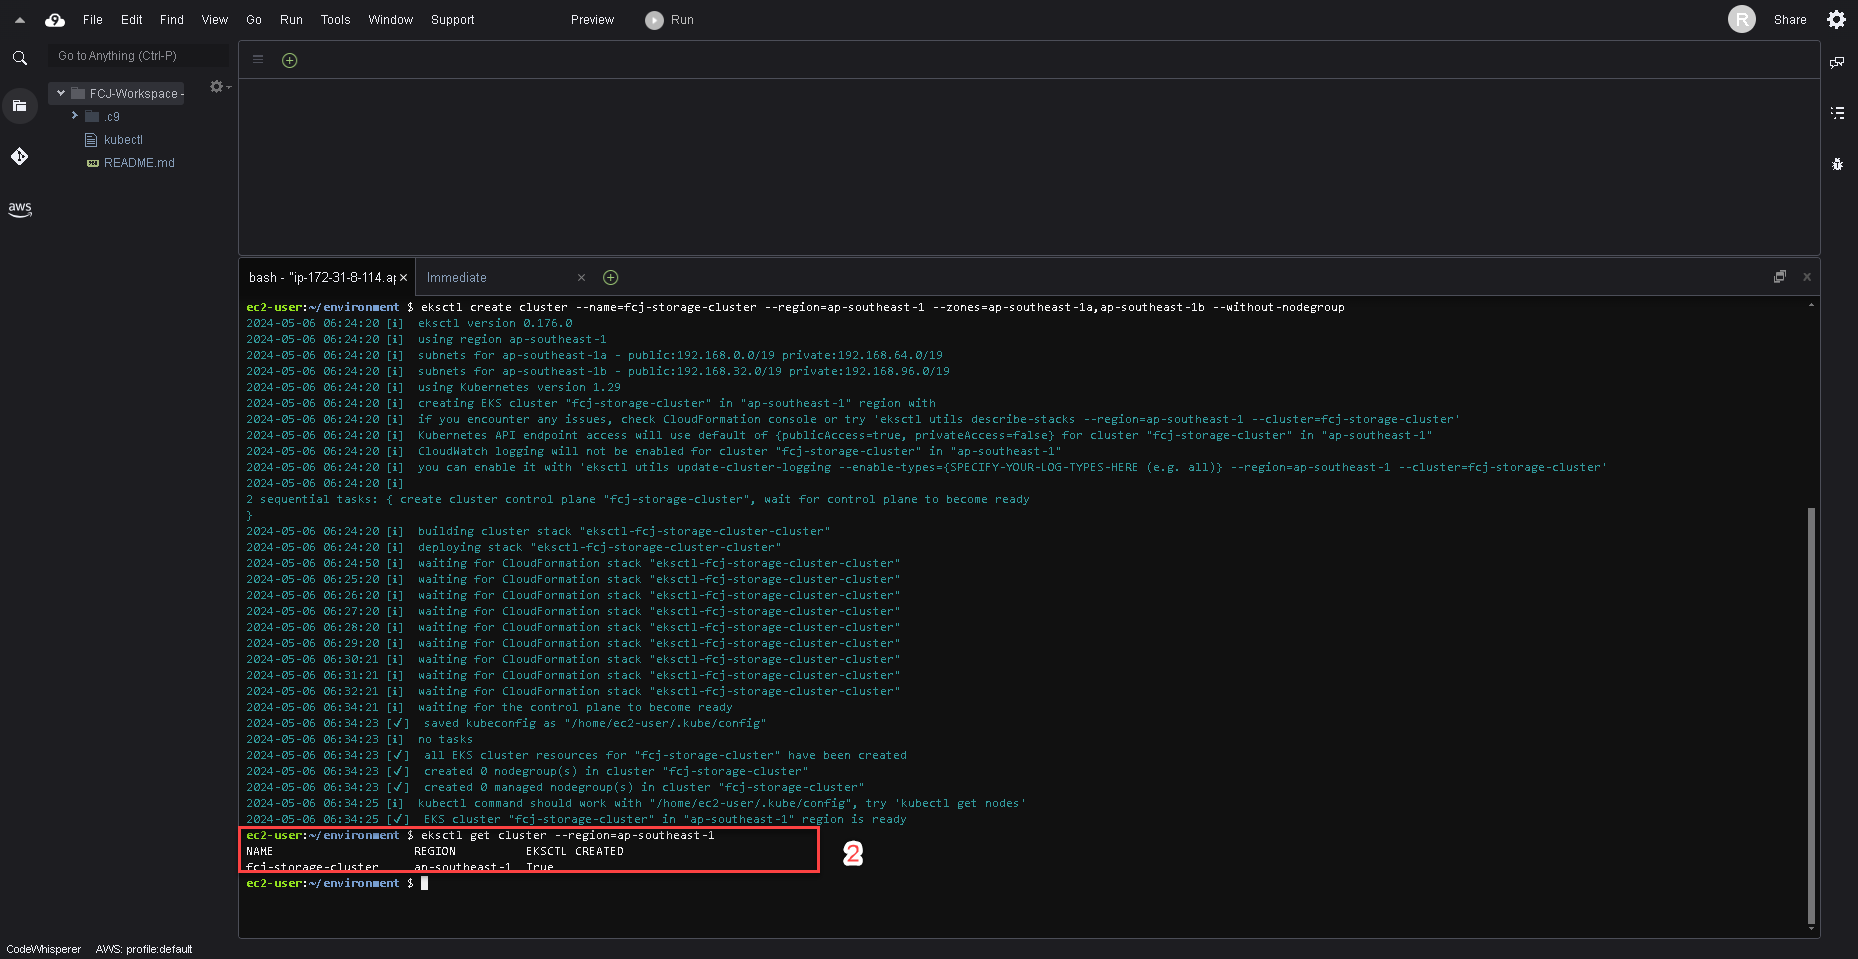 File Edit Find View Go Run Tools Window Support Preview Run R Share
Go to Anything (Ctrl-P)
FCJ-Workspace -
.c9
kubectl
README.md
aws
bash - "ip-172-31-8-114.ap
Immediate
ec2-user:~/environment $ eksctl create cluster --name=fcj-storage-cluster --region=ap-southeast-1 --zones=ap-southeast-1a,ap-southeast-1b --without-nodegroup
2024-05-06 06:24:20 [ℹ]  eksctl version 0.176.0
2024-05-06 06:24:20 [ℹ]  using region ap-southeast-1
2024-05-06 06:24:20 [ℹ]  subnets for ap-southeast-1a - public:192.168.0.0/19 private:192.168.64.0/19
2024-05-06 06:24:20 [ℹ]  subnets for ap-southeast-1b - public:192.168.32.0/19 private:192.168.96.0/19
2024-05-06 06:24:20 [ℹ]  using Kubernetes version 1.29
2024-05-06 06:24:20 [ℹ]  creating EKS cluster "fcj-storage-cluster" in "ap-southeast-1" region with
2024-05-06 06:24:20 [ℹ]  if you encounter any issues, check CloudFormation console or try 'eksctl utils describe-stacks --region=ap-southeast-1 --cluster=fcj-storage-cluster'
2024-05-06 06:24:20 [ℹ]  Kubernetes API endpoint access will use default of {publicAccess=true, privateAccess=false} for cluster "fcj-storage-cluster" in "ap-southeast-1"
2024-05-06 06:24:20 [ℹ]  CloudWatch logging will not be enabled for cluster "fcj-storage-cluster" in "ap-southeast-1"
2024-05-06 06:24:20 [ℹ]  you can enable it with 'eksctl utils update-cluster-logging --enable-types={SPECIFY-YOUR-LOG-TYPES-HERE (e.g. all)} --region=ap-southeast-1 --cluster=fcj-storage-cluster'
2024-05-06 06:24:20 [ℹ]
2 sequential tasks: { create cluster control plane "fcj-storage-cluster", wait for control plane to become ready
}
2024-05-06 06:24:20 [ℹ]  building cluster stack "eksctl-fcj-storage-cluster-cluster"
2024-05-06 06:24:20 [ℹ]  deploying stack "eksctl-fcj-storage-cluster-cluster"
2024-05-06 06:24:50 [ℹ]  waiting for CloudFormation stack "eksctl-fcj-storage-cluster-cluster"
2024-05-06 06:25:20 [ℹ]  waiting for CloudFormation stack "eksctl-fcj-storage-cluster-cluster"
2024-05-06 06:26:20 [ℹ]  waiting for CloudFormation stack "eksctl-fcj-storage-cluster-cluster"
2024-05-06 06:27:20 [ℹ]  waiting for CloudFormation stack "eksctl-fcj-storage-cluster-cluster"
2024-05-06 06:28:20 [ℹ]  waiting for CloudFormation stack "eksctl-fcj-storage-cluster-cluster"
2024-05-06 06:29:20 [ℹ]  waiting for CloudFormation stack "eksctl-fcj-storage-cluster-cluster"
2024-05-06 06:30:21 [ℹ]  waiting for CloudFormation stack "eksctl-fcj-storage-cluster-cluster"
2024-05-06 06:31:21 [ℹ]  waiting for CloudFormation stack "eksctl-fcj-storage-cluster-cluster"
2024-05-06 06:32:21 [ℹ]  waiting for CloudFormation stack "eksctl-fcj-storage-cluster-cluster"
2024-05-06 06:34:21 [ℹ]  waiting for the control plane to become ready
2024-05-06 06:34:23 [✓]  saved kubeconfig as "/home/ec2-user/.kube/config"
2024-05-06 06:34:23 [ℹ]  no tasks
2024-05-06 06:34:23 [✓]  all EKS cluster resources for "fcj-storage-cluster" have been created
2024-05-06 06:34:23 [✓]  created 0 nodegroup(s) in cluster "fcj-storage-cluster"
2024-05-06 06:34:23 [✓]  created 0 managed nodegroup(s) in cluster "fcj-storage-cluster"
2024-05-06 06:34:25 [ℹ]  kubectl command should work with "/home/ec2-user/.kube/config", try 'kubectl get nodes'
2024-05-06 06:34:25 [✓]  EKS cluster "fcj-storage-cluster" in "ap-southeast-1" region is ready
ec2-user:~/environment $ eksctl get cluster --region=ap-southeast-1
NAME REGION EKSCTL CREATED
fcj-storage-cluster ap-southeast-1 True
2
ec2-user:~/environment $
CodeWhisperer AWS: profile:default